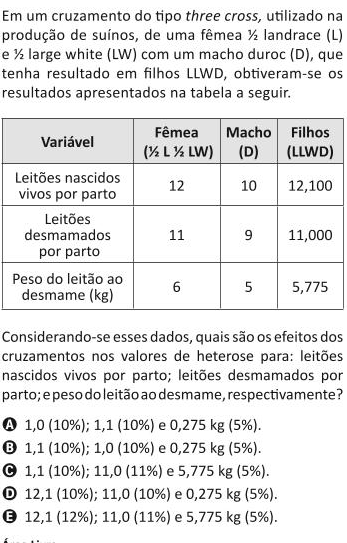 Em um cruzamento do tipo three cross, utilizado na
produção de suínos, de uma fêmea ½ landrace (L)
e ½ large white (LW) com um macho duroc (D), que
tenha resultado em filhos LLWD, obtiveram-se os
resultados apresentados na tabela a seguir.
Variável
Fêmea
(½ L ½ LW)
Macho
(D)
Filhos
(LLWD)
Leitões nascidos
vivos por parto
12
10
12,100
Leitões
desmamados
por parto
11
9
11,000
Peso do leitão ao
desmame (kg)
6
5
5,775
Considerando-se esses dados, quais são os efeitos dos
cruzamentos nos valores de heterose para: leitões
nascidos vivos por parto; leitões desmamados por
parto; e peso do leitão ao desmame, respectivamente?
A 1,0 (10%); 1,1 (10%) e 0,275 kg (5%).
B 1,1 (10%); 1,0 (10%) e 0,275 kg (5%).
C 1,1 (10%); 11,0 (11%) e 5,775 kg (5%).
D 12,1 (10%); 11,0 (10%) e 0,275 kg (5%).
E 12,1 (12%); 11,0 (11%) e 5,775 kg (5%).